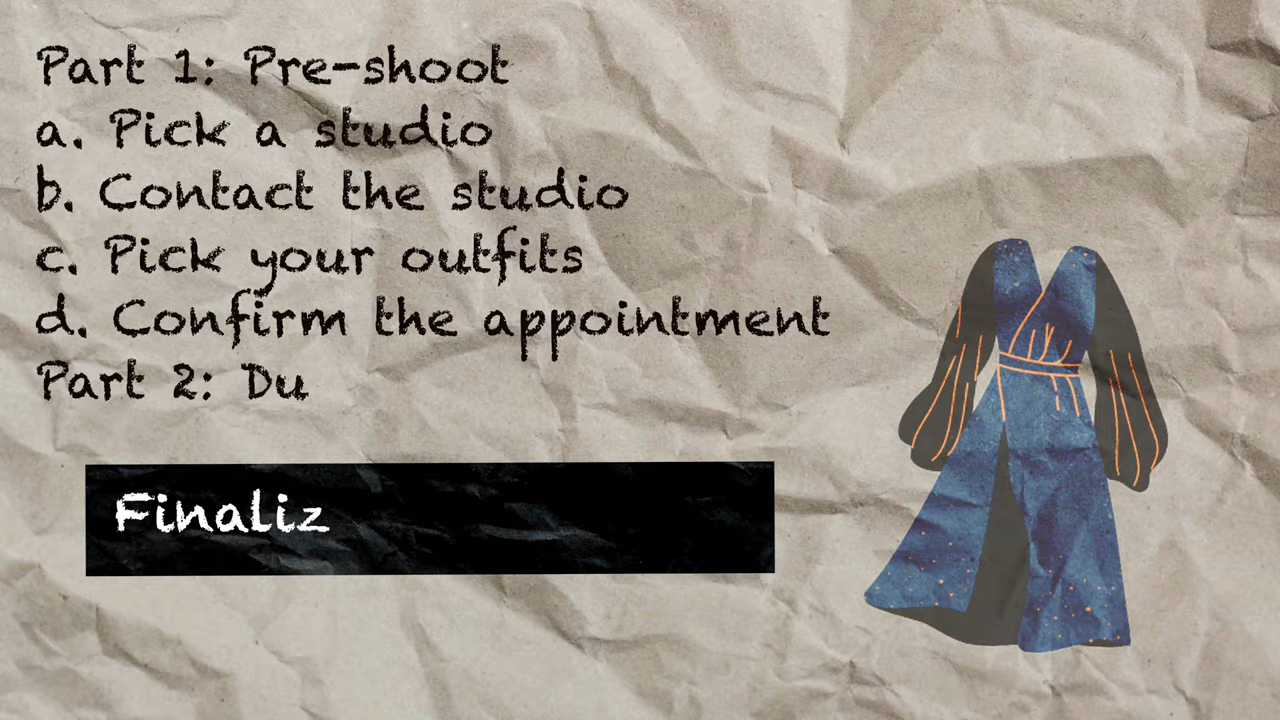 Part 1: Pre-shoot
a. Pick a studio
b. Contact the studio
c. Pick your outfits
d. Confirm the appointment
Part 2: Du
Finaliz